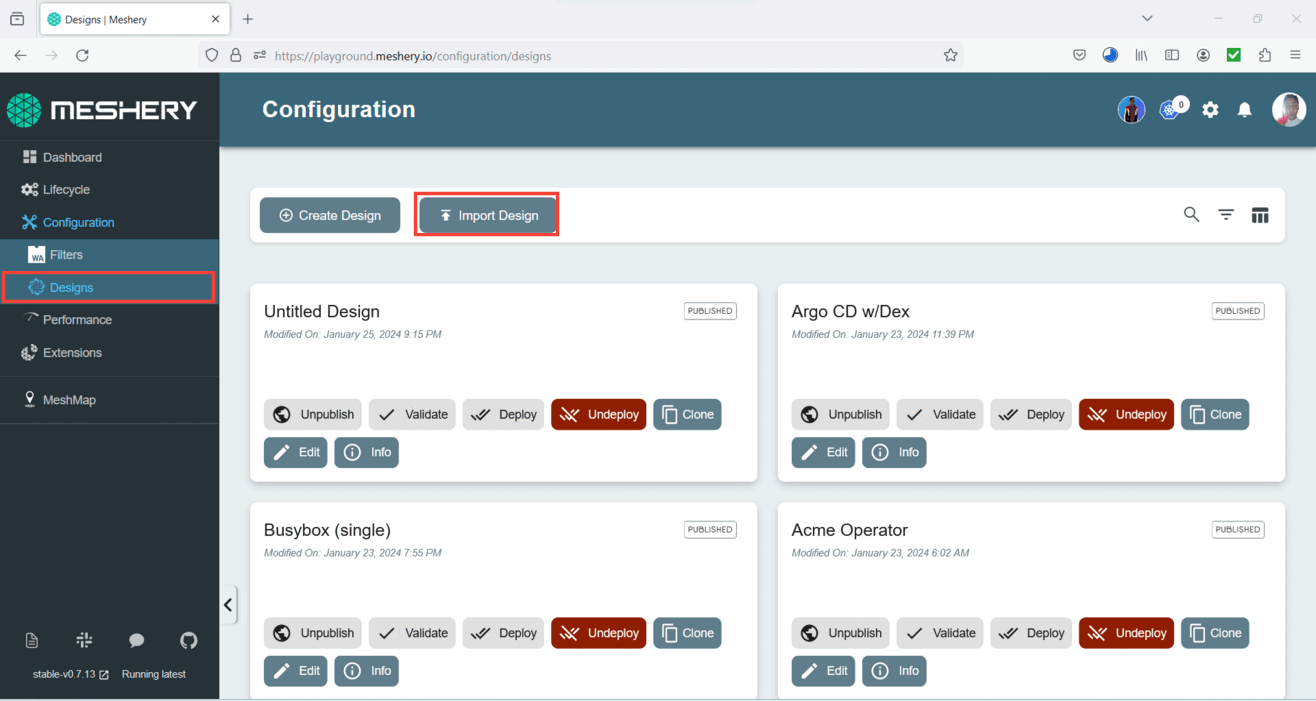 Designs | Meshery
https://playground.meshery.io/configuration/designs
MESHERY
Configuration
0
Dashboard
Lifecycle
Configuration
WA Filters
Designs
Performance
Extensions
MeshMap
stable-v0.7.13
Running latest
Create Design
Import Design
Untitled Design
PUBLISHED
Modified On: January 25, 2024 9:15 PM
Unpublish Validate Deploy Undeploy Clone
Edit Info
Argo CD w/Dex
PUBLISHED
Modified On: January 23, 2024 11:39 PM
Unpublish Validate Deploy Undeploy Clone
Edit Info
Busybox (single)
PUBLISHED
Modified On: January 23, 2024 7:55 PM
Unpublish Validate Deploy Undeploy Clone
Edit Info
Acme Operator
PUBLISHED
Modified On: January 23, 2024 6:02 AM
Unpublish Validate Deploy Undeploy Clone
Edit Info